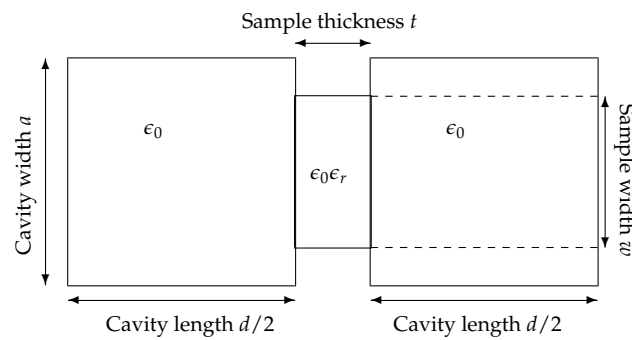 Sample thickness t
Cavity width a
ϵ₀
ϵ₀ϵᵣ
ϵ₀
Sample width w
Cavity length d/2
Cavity length d/2